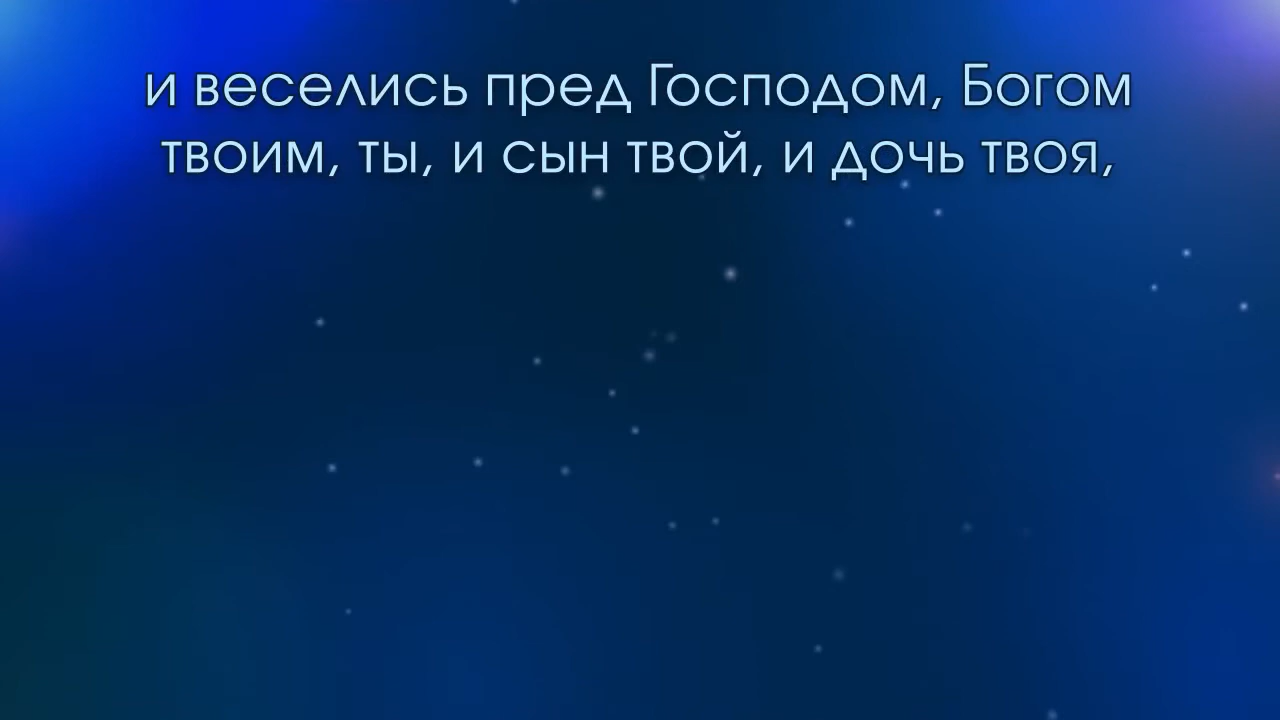 и веселись пред Господом, Богом
твоим, ты, и сын твой, и дочь твоя,